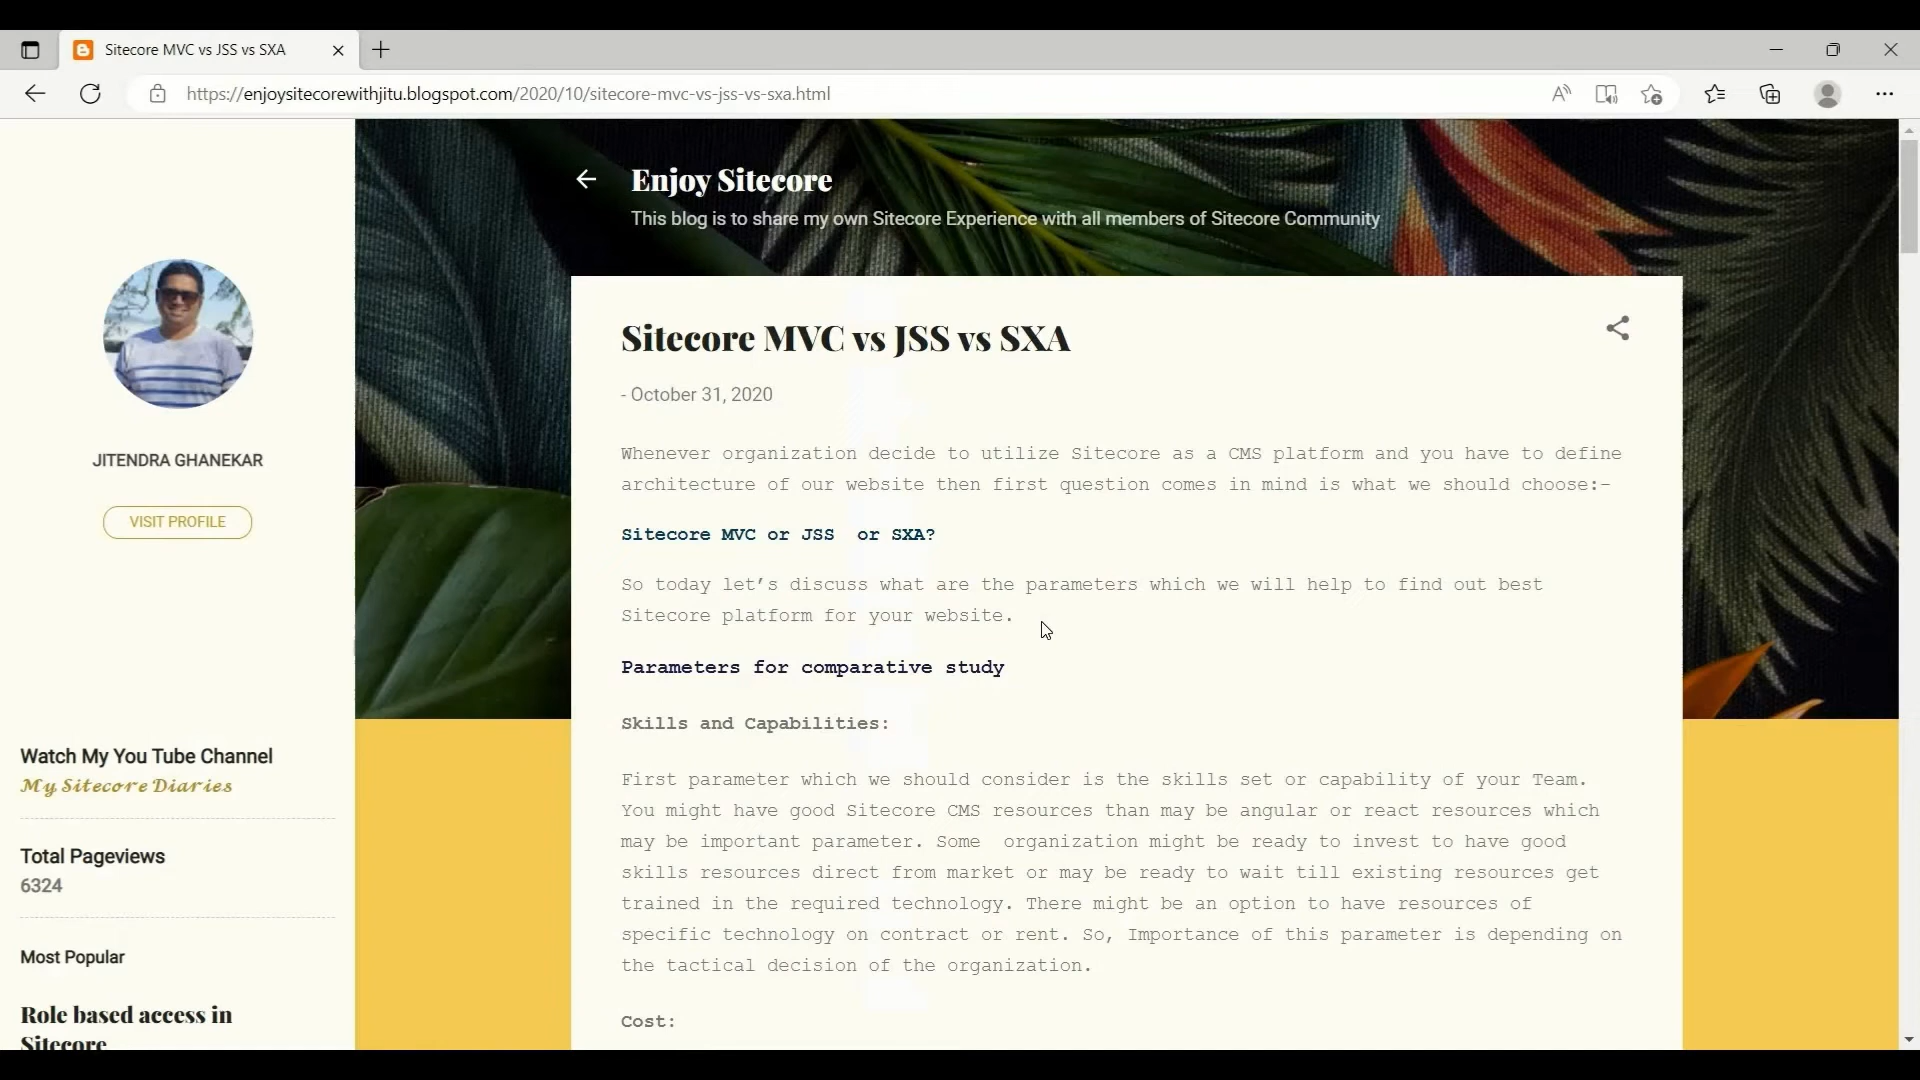 Sitecore MVC vs JSS vs SXA
https://enjoysitecorewithjitu.blogspot.com/2020/10/sitecore-mvc-vs-jss-vs-sxa.html
Enjoy Sitecore
This blog is to share my own Sitecore Experience with all members of Sitecore Community
JITENDRA GHANEKAR
VISIT PROFILE
Watch My You Tube Channel
My Sitecore Diaries
Total Pageviews
6324
Most Popular
Role based access in
Sitecore
Sitecore MVC vs JSS vs SXA
- October 31, 2020
Whenever organization decide to utilize Sitecore as a CMS platform and you have to define
architecture of our website then first question comes in mind is what we should choose:-
Sitecore MVC or JSS  or SXA?
So today let’s discuss what are the parameters which we will help to find out best
Sitecore platform for your website.
Parameters for comparative study
Skills and Capabilities:
First parameter which we should consider is the skills set or capability of your Team.
You might have good Sitecore CMS resources than may be angular or react resources which
may be important parameter. Some  organization might be ready to invest to have good
skills resources direct from market or may be ready to wait till existing resources get
trained in the required technology. There might be an option to have resources of
specific technology on contract or rent. So, Importance of this parameter is depending on
the tactical decision of the organization.
Cost: